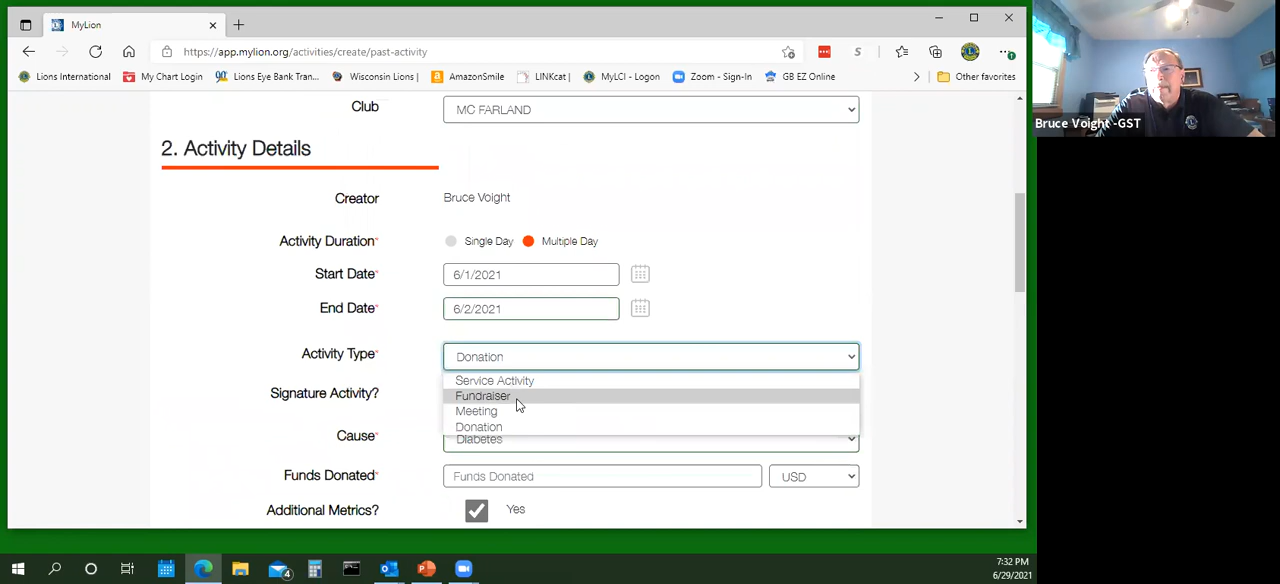 MyLion
https://app.mylion.org/activities/create/past-activity
Lions International My Chart Login Lions Eye Bank Tran... Wisconsin Lions | AmazonSmile LINKcat | MyLCI - Logon Zoom - Sign-In GB EZ Online Other favorites
Club MC FARLAND
2. Activity Details
Creator Bruce Voight
Activity Duration* Single Day Multiple Day
Start Date* 6/1/2021
End Date* 6/2/2021
Activity Type* Donation
Service Activity
Signature Activity? Fundraiser
Meeting
Donation
Cause* Diabetes
Funds Donated* Funds Donated USD
Additional Metrics? Yes
Bruce Voight -GST
4
7:32 PM
6/29/2021